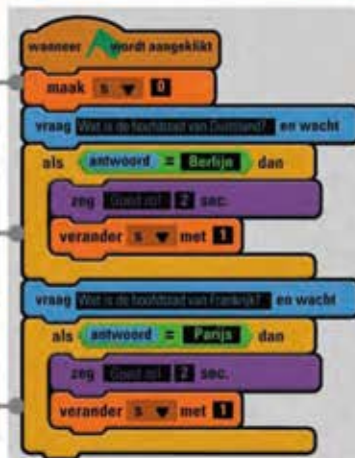 wanneer wordt aangeklikt
maak s 0
vraag Wat is de hoofdstad van Duitsland? en wacht
als antwoord = Berlijn dan
zeg Goed zo! 2 sec.
verander s met 1
vraag Wat is de hoofdstad van Frankrijk? en wacht
als antwoord = Parijs dan
zeg Goed zo! 2 sec.
verander s met 1